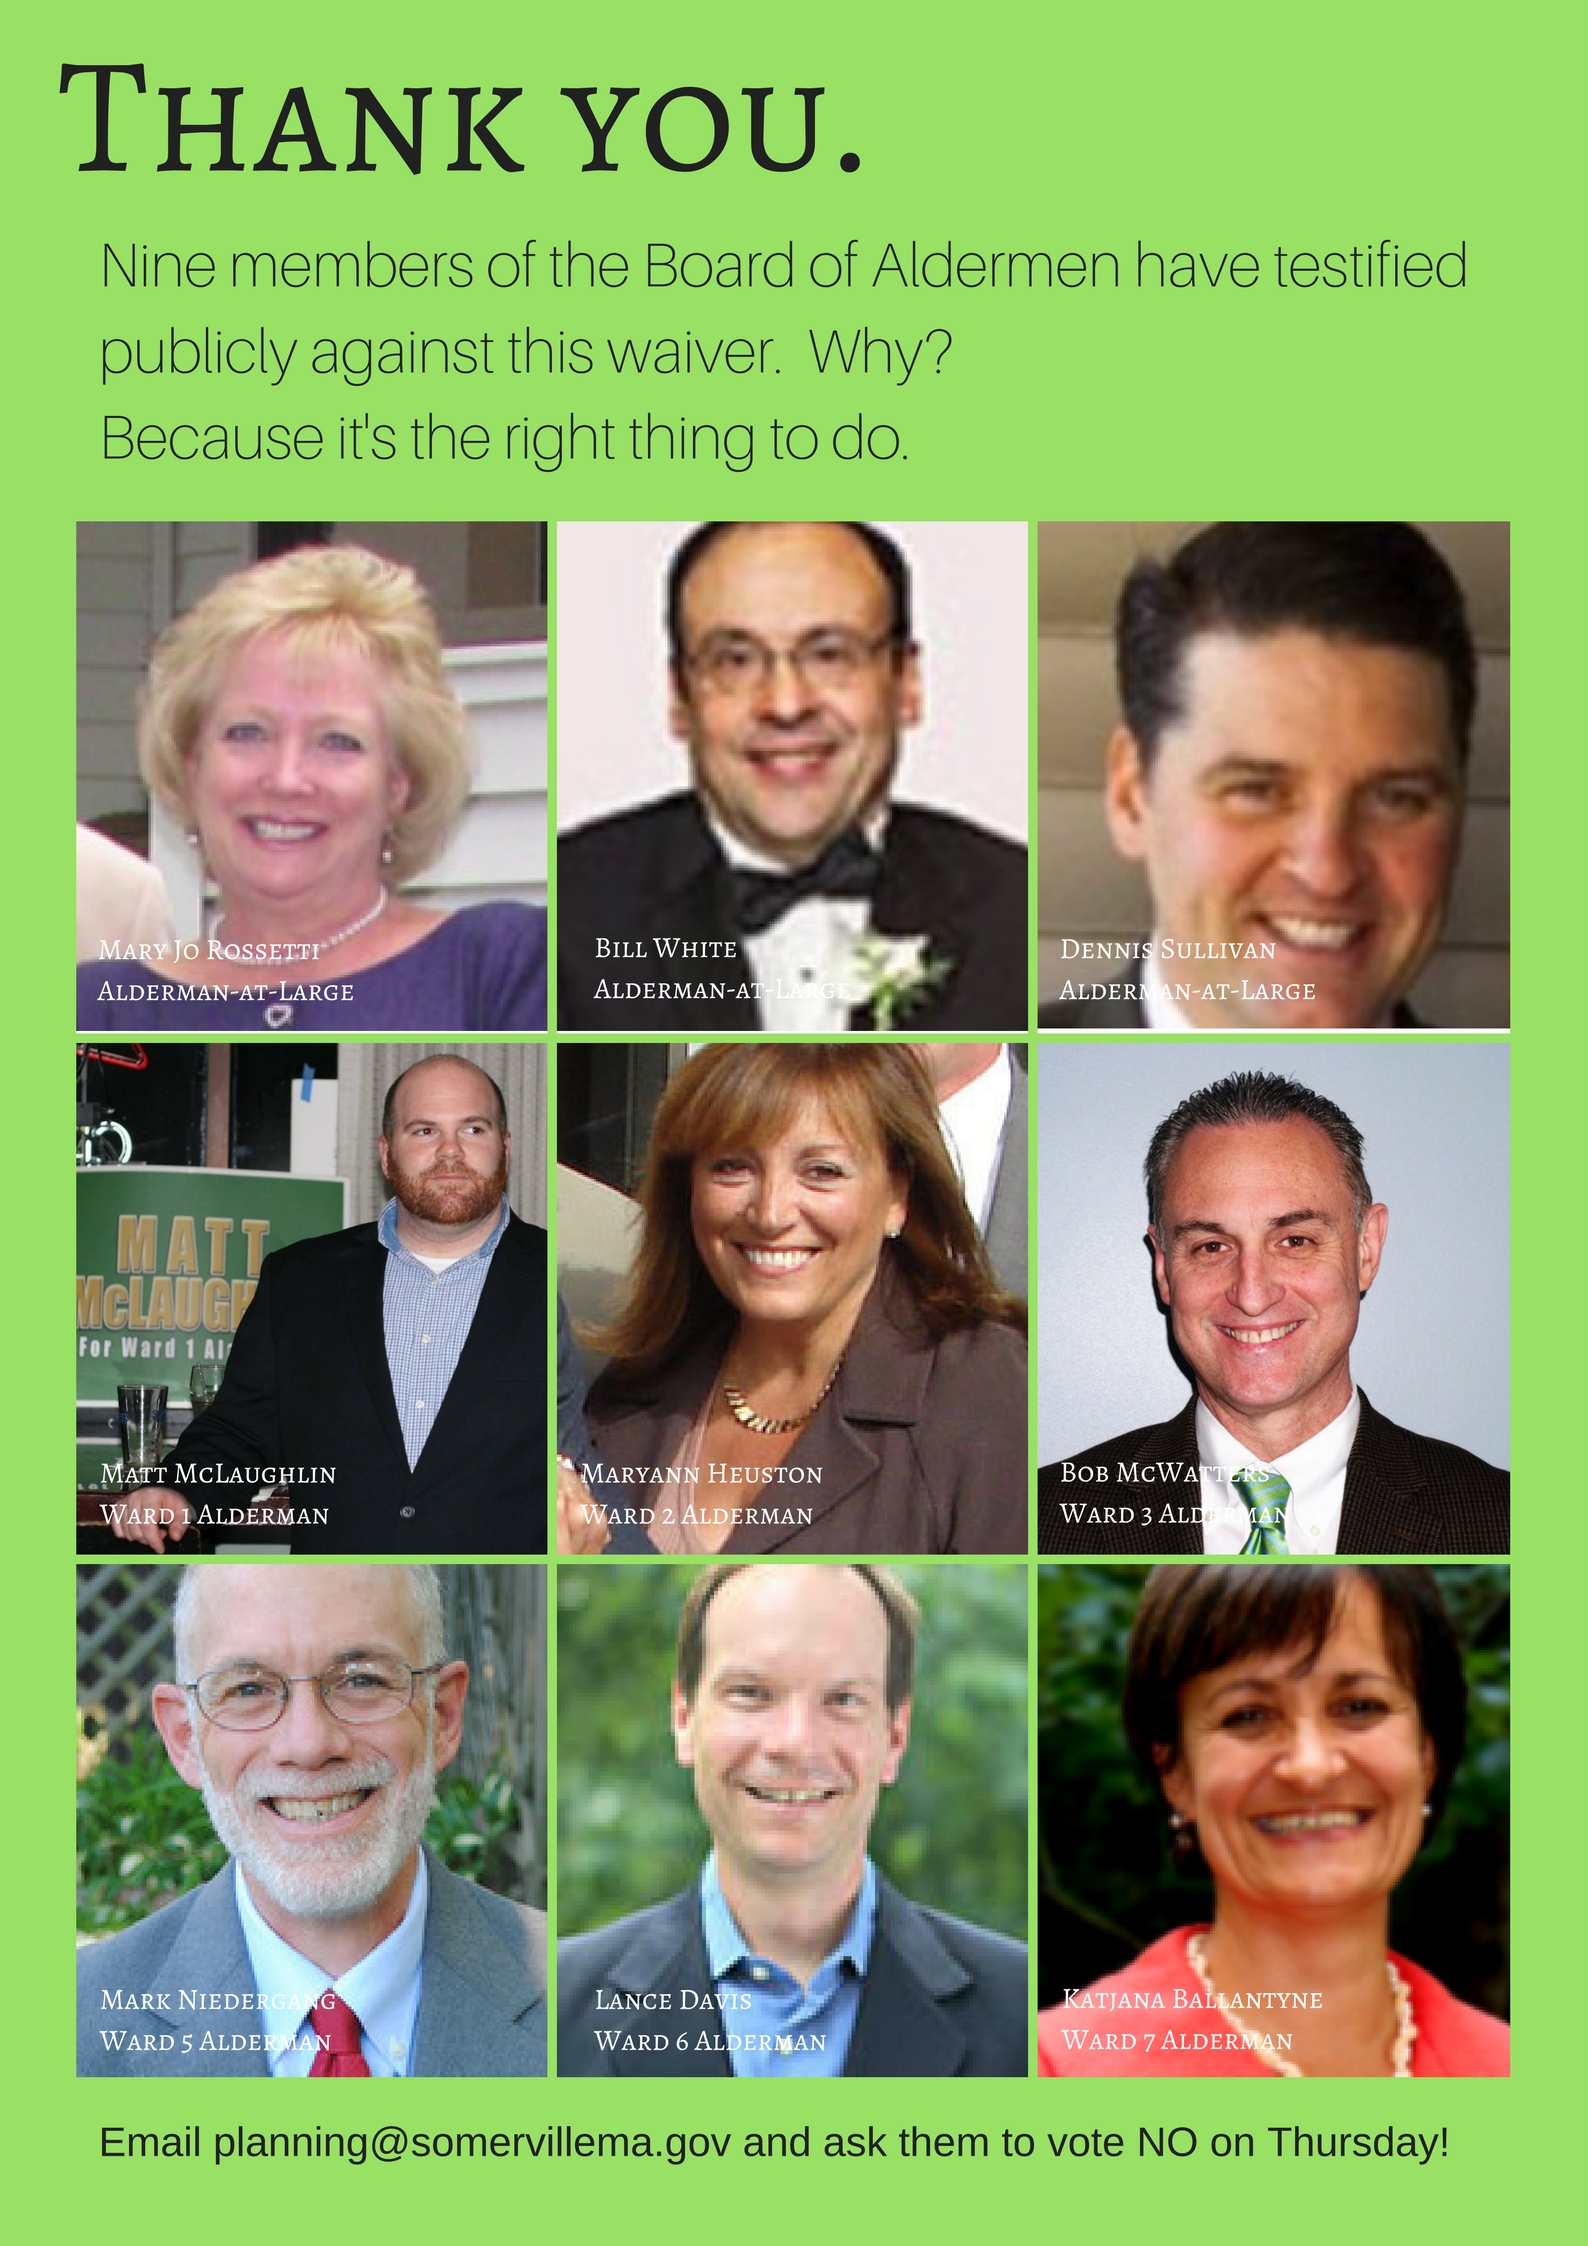 Thank you.
Nine members of the Board of Aldermen have testified
publicly against this waiver.  Why?
Because it's the right thing to do.
Mary Jo Rossetti
Alderman-at-Large
Bill White
Alderman-at-Large
Dennis Sullivan
Alderman-at-Large
MATT
McLAUGH
For Ward 1 Al
Matt McLaughlin
Ward 1 Alderman
Maryann Heuston
Ward 2 Alderman
Bob McWatters
Ward 3 Alderman
Mark Niedergang
Ward 5 Alderman
Lance Davis
Ward 6 Alderman
Katjana Ballantyne
Ward 7 Alderman
Email planning@somervillema.gov and ask them to vote NO on Thursday!